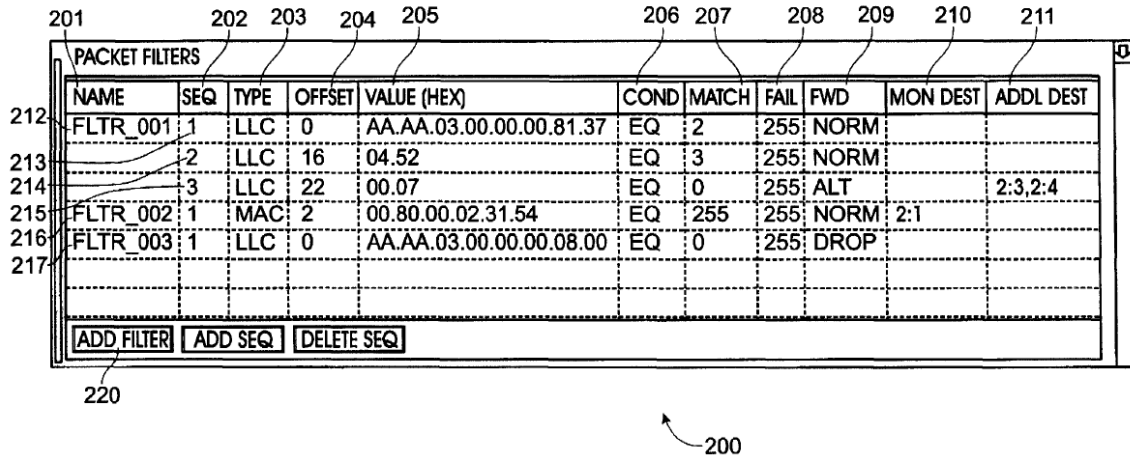 201 202 203 204 205 206 207 208 209 210 211
PACKET FILTERS
NAME SEQ TYPE OFFSET VALUE (HEX) COND MATCH FAIL FWD MON DEST ADDL DEST
212 FLTR_001 1 LLC 0 AA.AA.03.00.00.00.81.37 EQ 2 255 NORM
213
2 LLC 16 04.52 EQ 3 255 NORM
214
3 LLC 22 00.07 EQ 0 255 ALT 2:3,2:4
215 FLTR_002 1 MAC 2 00.80.00.02.31.54 EQ 255 255 NORM 2:1
216 FLTR_003 1 LLC 0 AA.AA.03.00.00.00.08.00 EQ 0 255 DROP
217
ADD FILTER ADD SEQ DELETE SEQ
220
200